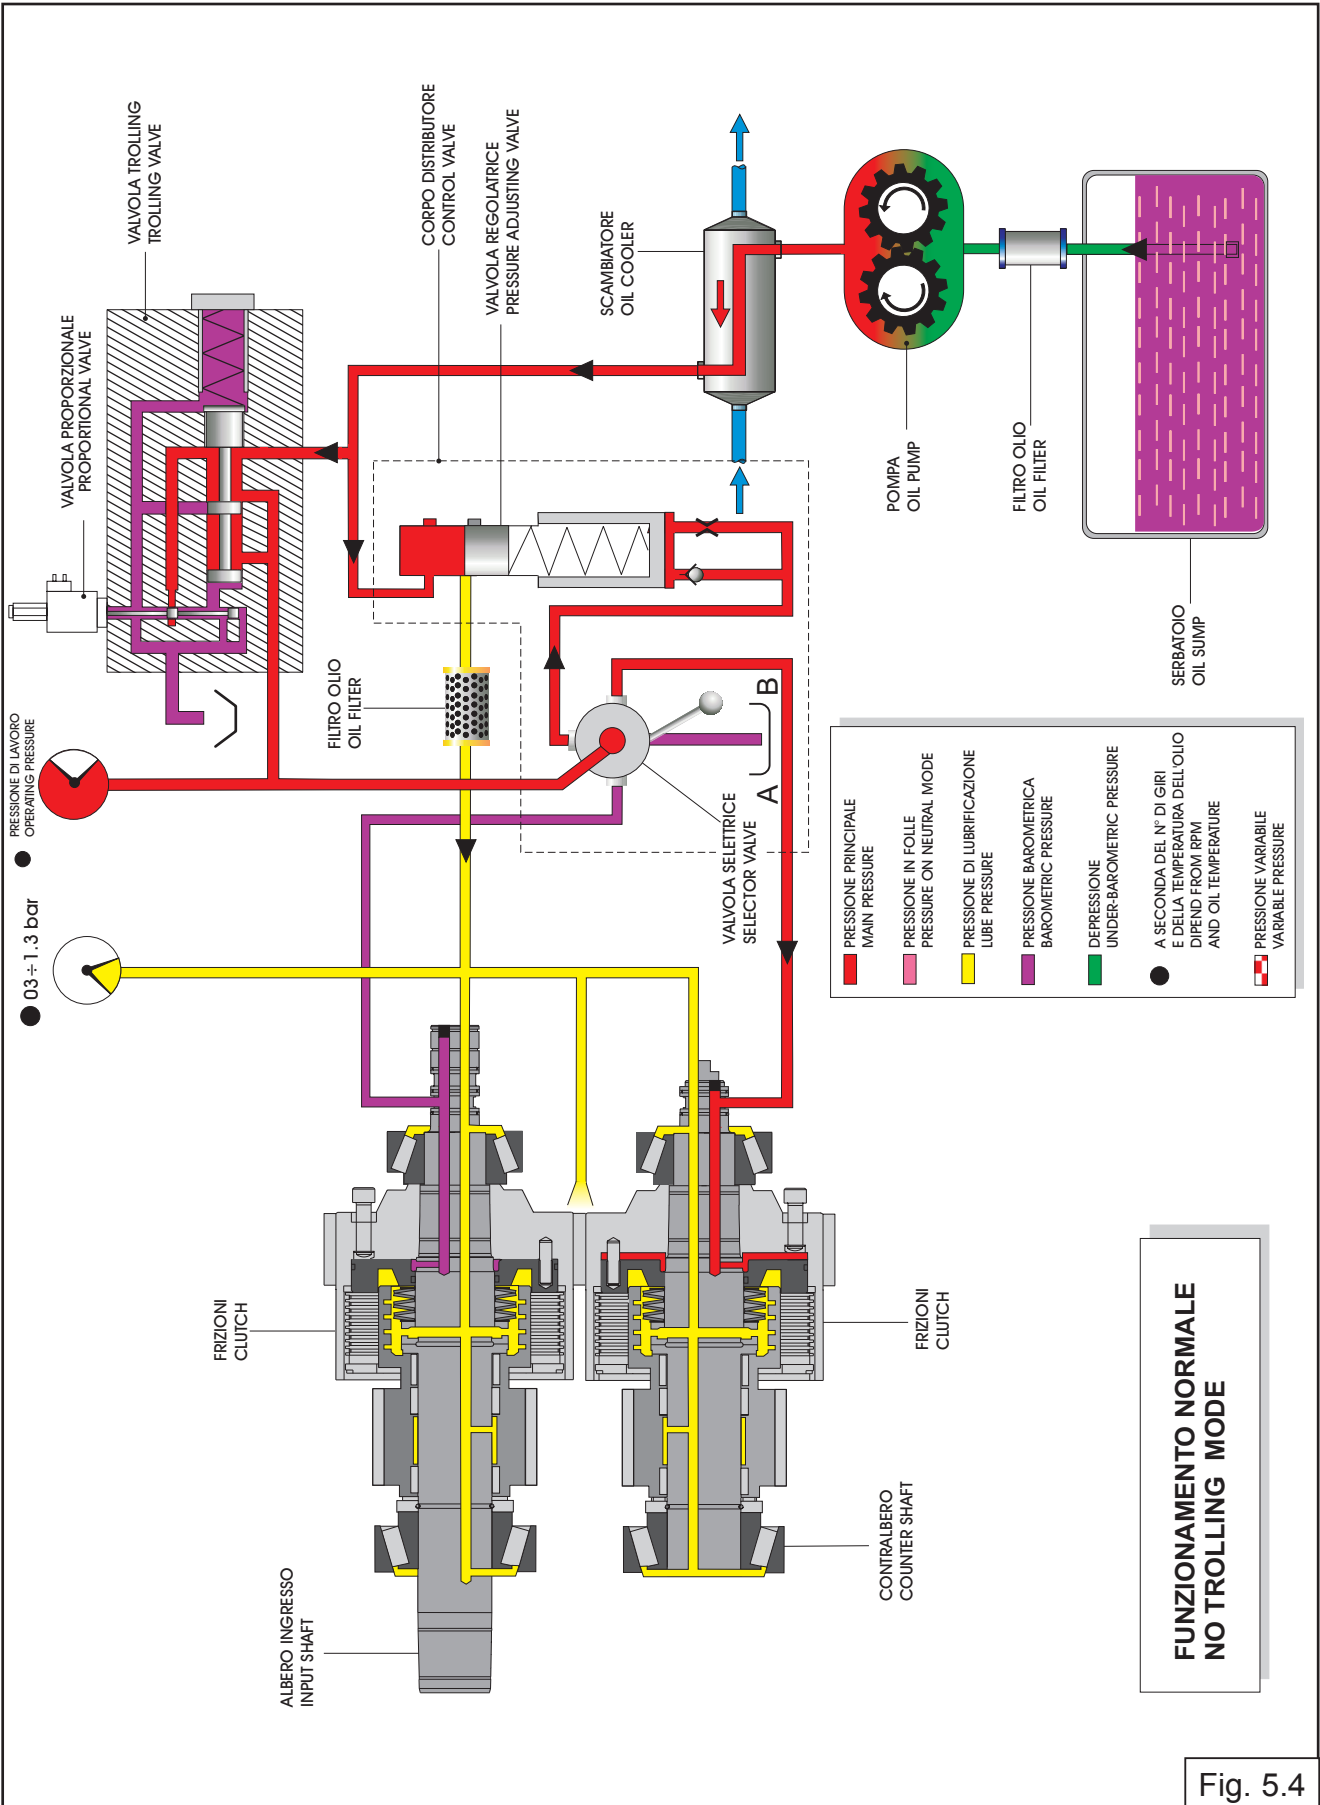 VALVOLA TROLLING
TROLLING VALVE
VALVOLA PROPORZIONALE
PROPORTIONAL VALVE
CORPO DISTRIBUTORE
CONTROL VALVE
VALVOLA REGOLATRICE
PRESSURE ADJUSTING VALVE
SCAMBIATORE
OIL COOLER
POMPA
OIL PUMP
FILTRO OLIO
OIL FILTER
SERBATOIO
OIL SUMP
PRESSIONE DI LAVORO
OPERATING PRESSURE
03÷1.3 bar
FILTRO OLIO
OIL FILTER
A
B
VALVOLA SELETTRICE
SELECTOR VALVE
PRESSIONE PRINCIPALE
MAIN PRESSURE
PRESSIONE IN FOLLE
PRESSURE ON NEUTRAL MODE
PRESSIONE DI LUBRIFICAZIONE
LUBE PRESSURE
PRESSIONE BAROMETRICA
BAROMETRIC PRESSURE
DEPRESSIONE
UNDER-BAROMETRIC PRESSURE
A SECONDA DEL N° DI GIRI
E DELLA TEMPERATURA DELL'OLIO
DIPEND FROM RPM
AND OIL TEMPERATURE
PRESSIONE VARIABILE
VARIABLE PRESSURE
FRIZIONI
CLUTCH
FRIZIONI
CLUTCH
ALBERO INGRESSO
INPUT SHAFT
CONTRALBERO
COUNTER SHAFT
FUNZIONAMENTO NORMALE
NO TROLLING MODE
Fig. 5.4